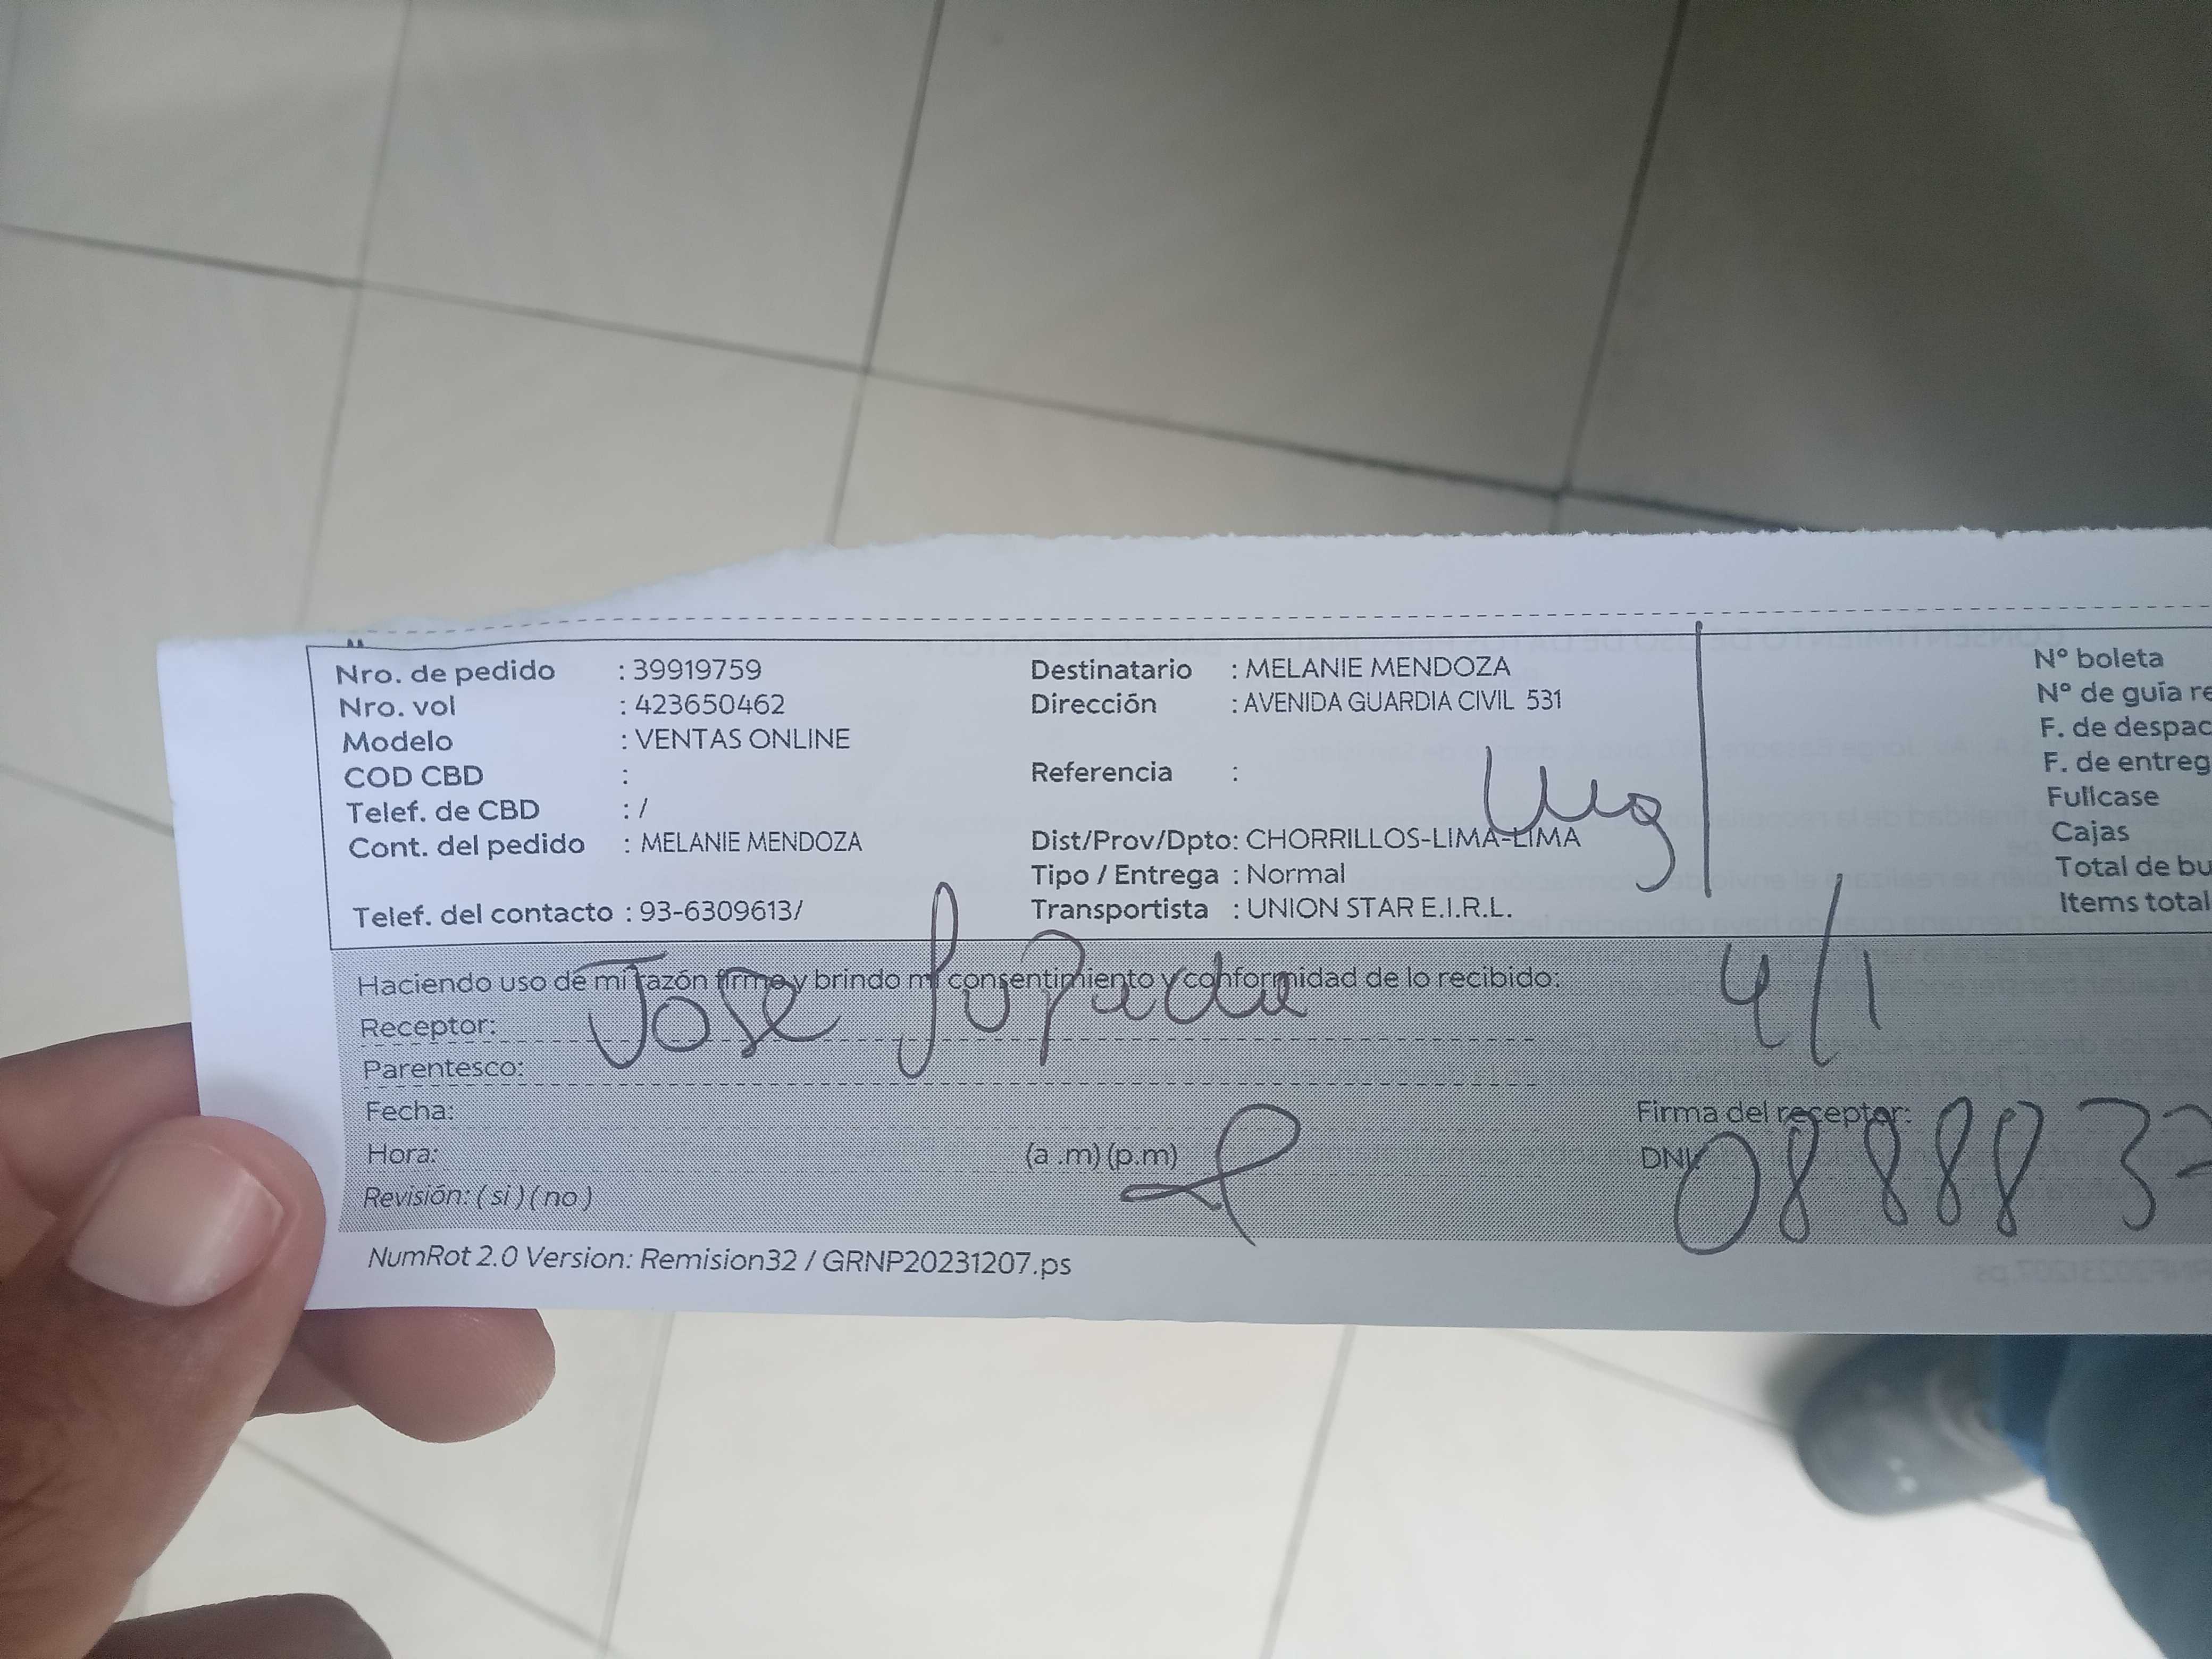 Nro. de pedido : 39919759
Nro. vol : 423650462
Modelo : VENTAS ONLINE
COD CBD :
Telef. de CBD : /
Cont. del pedido : MELANIE MENDOZA
Telef. del contacto : 93-6309613/
Destinatario : MELANIE MENDOZA
Dirección : AVENIDA GUARDIA CIVIL 531
Referencia :
Dist/Prov/Dpto: CHORRILLOS-LIMA-LIMA
Tipo / Entrega : Normal
Transportista : UNION STAR E.I.R.L.
N° boleta
N° de guía re
F. de despac
F. de entreg
Fullcase
Cajas
Total de bu
Items total
Haciendo uso de mi razón firmo y brindo mi consentimiento y conformidad de lo recibido:
Receptor: Jose
Parentesco:
Fecha:
Hora: (a .m) (p.m)
Revisión: ( si ) ( no )
4/1
Firma del receptor:
DNI: 088883
NumRot 2.0 Version: Remision32 / GRNP20231207.ps